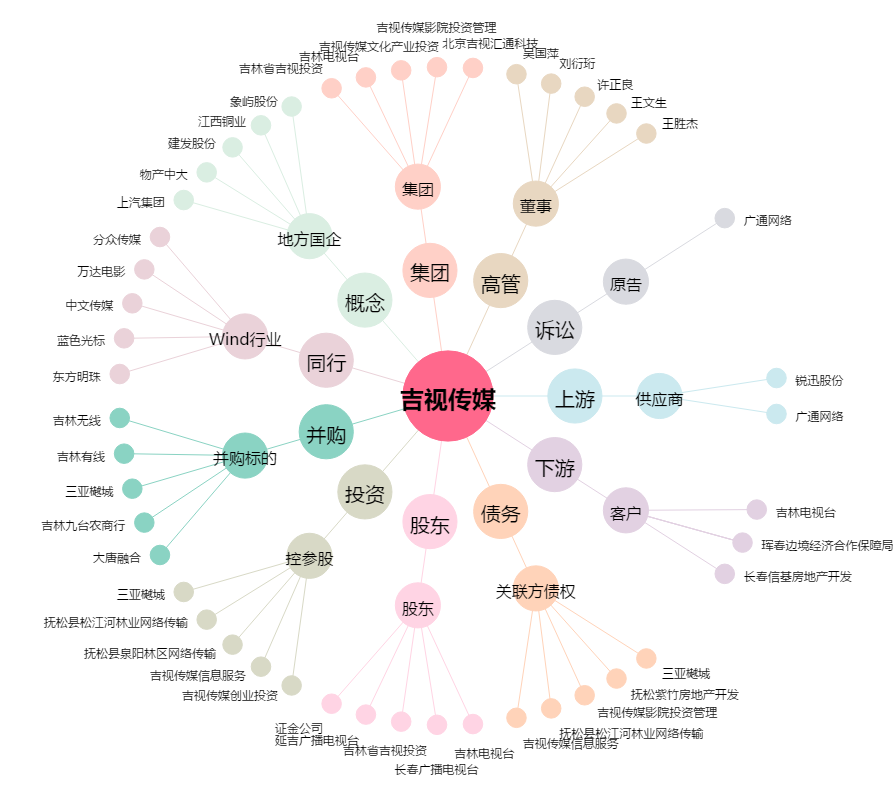 吉视传媒影院投资管理
吉视传媒文化产业投资
北京吉视汇通科技
吉林电视台
吉林省吉视投资
吴国萍
刘衍珩
许正良
王文生
王胜杰
象屿股份
江西铜业
建发股份
物产中大
上汽集团
集团
董事
地方国企
集团
高管
概念
广通网络
原告
诉讼
分众传媒
万达电影
中文传媒
蓝色光标
东方明珠
Wind行业
同行
吉视传媒
上游
供应商
锐迅股份
广通网络
吉林无线
吉林有线
三亚樾城
吉林九台农商行
大唐融合
并购标的
并购
下游
客户
吉林电视台
珲春边境经济合作保障局
长春信基房地产开发
投资
股东
债务
控参股
股东
关联方债权
三亚樾城
抚松县松江河林业网络传输
抚松县泉阳林区网络传输
吉视传媒信息服务
吉视传媒创业投资
证金公司
延吉广播电视台
吉林省吉视投资
长春广播电视台
吉林电视台
三亚樾城
抚松紫竹房地产开发
吉视传媒影院投资管理
抚松县松江河林业网络传输
吉视传媒信息服务